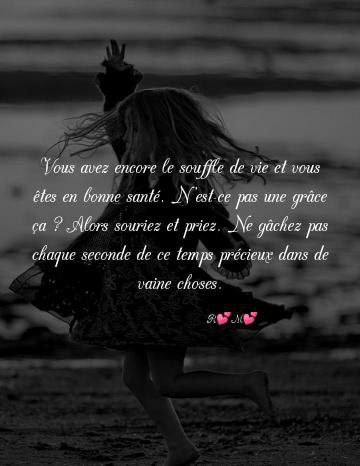 Vous avez encore le souffle de vie et vous
êtes en bonne santé. N'est-ce pas une grâce
ça ? Alors souriez et priez. Ne gâchez pas
chaque seconde de ce temps précieux dans de
vaine choses.
R💕M💕